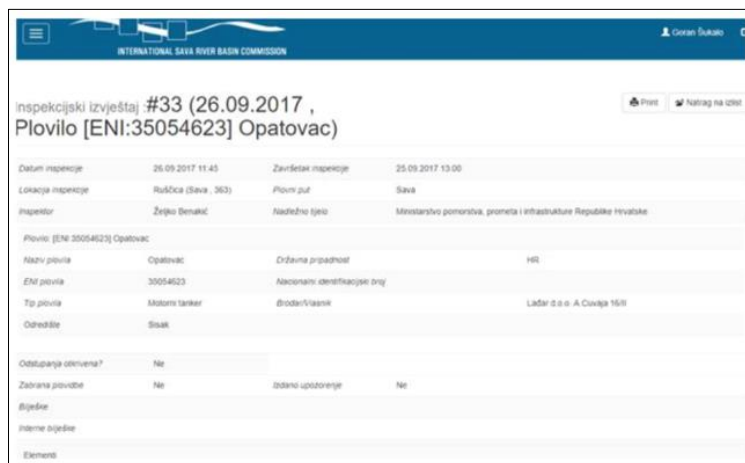 INTERNATIONAL SAVA RIVER BASIN COMMISSION
Goran Šukalo
Inspekcijski izvještaj :#33 (26.09.2017 ,
Plovilo [ENI:35054623] Opatovac)
Print
Natrag na izlist
Datum inspekcije 26.09.2017 11:45 Završetak inspekcije 25.09.2017 13:00
Lokacija inspekcije Ruščica (Sava , 363) Plovni put Sava
Inspektor Željko Benakić Nadležno tijelo Ministarstvo pomorstva, prometa i infrastrukture Republike Hrvatske
Plovilo: [ENI:35054623] Opatovac
Naziv plovila Opatovac Državna pripadnost HR
ENI plovila 35054623 Nacionalni identifikacijski broj
Tip plovila Motorni tanker Brodar/Vlasnik Lađar d.o.o. A.Cuvaja 16/II
Odredište Sisak
Odstupanja otkrivena? Ne
Zabrana plovidbe Ne Izdano upozorenje Ne
Bilješke
Interne bilješke
Elementi